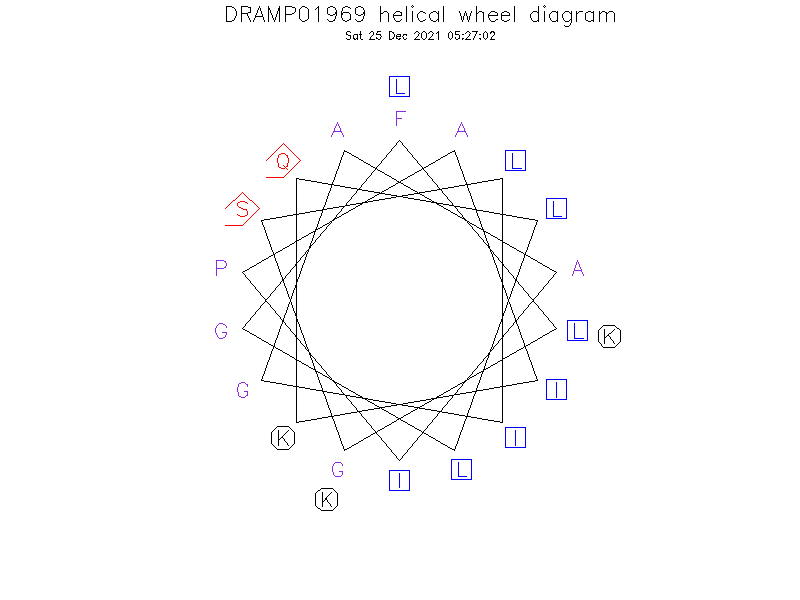 DRAMP01969 helical wheel diagram
Sat 25 Dec 2021 05:27:02
L
A F A
Q L
S L
P A
G L K
G I
K I
G I L
K